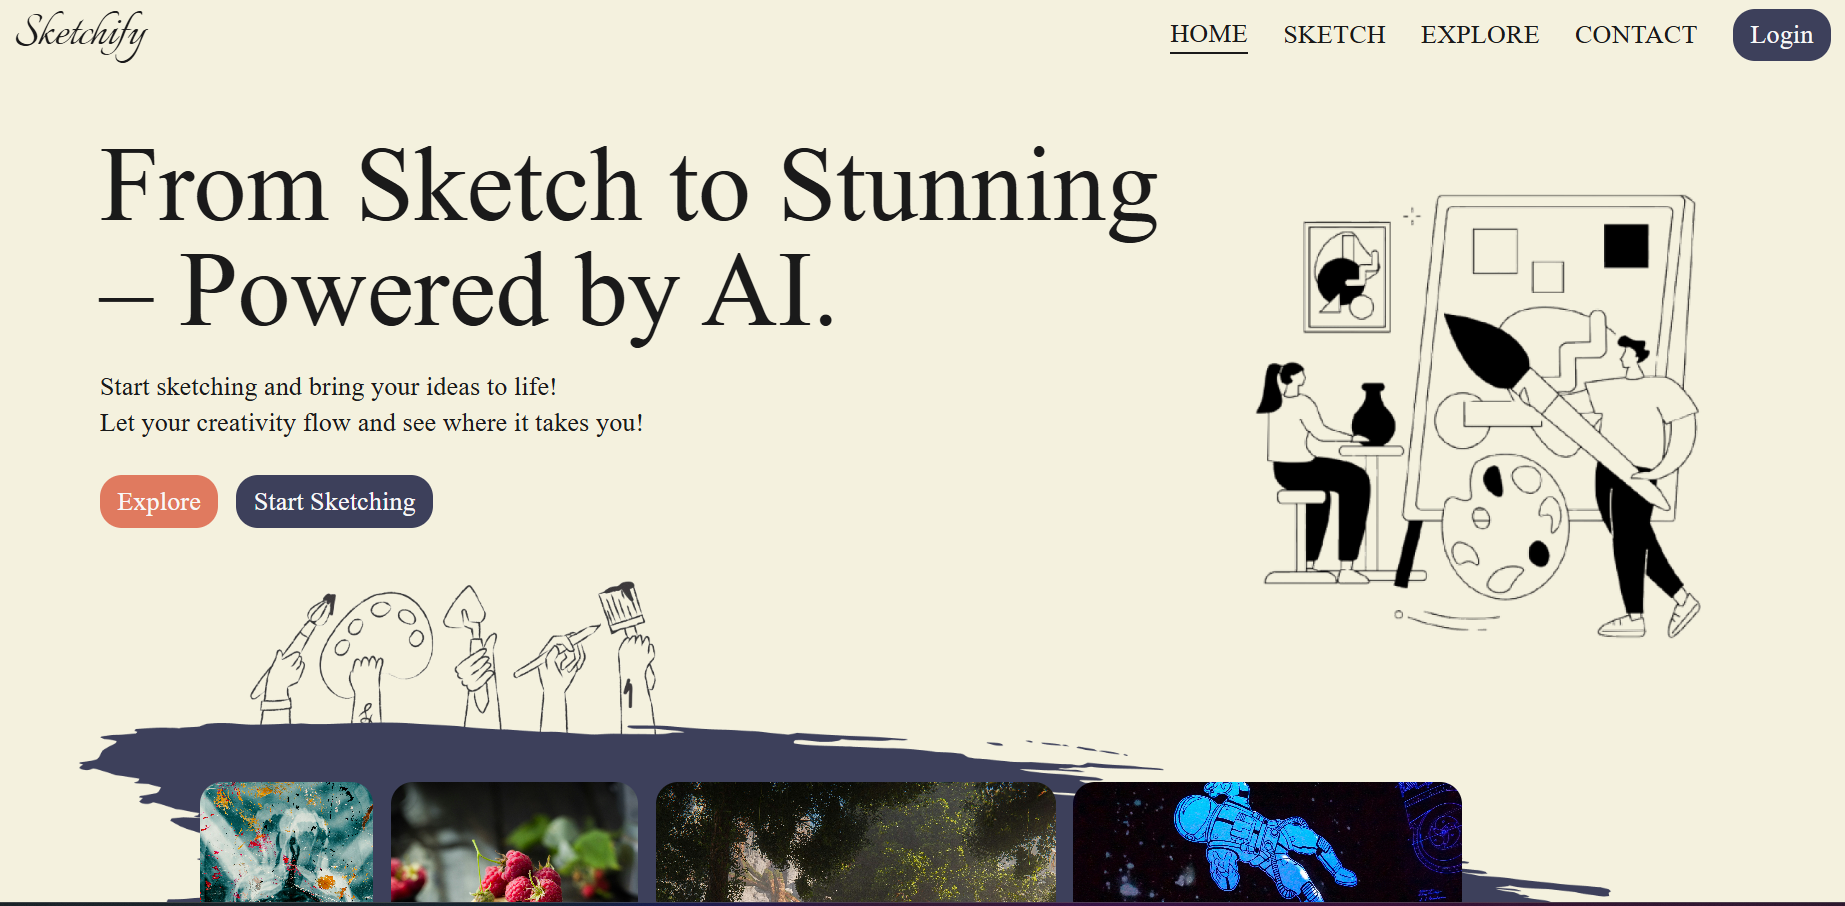 Sketchify
HOME SKETCH EXPLORE CONTACT Login
From Sketch to Stunning
– Powered by AI.
Start sketching and bring your ideas to life!
Let your creativity flow and see where it takes you!
Explore Start Sketching